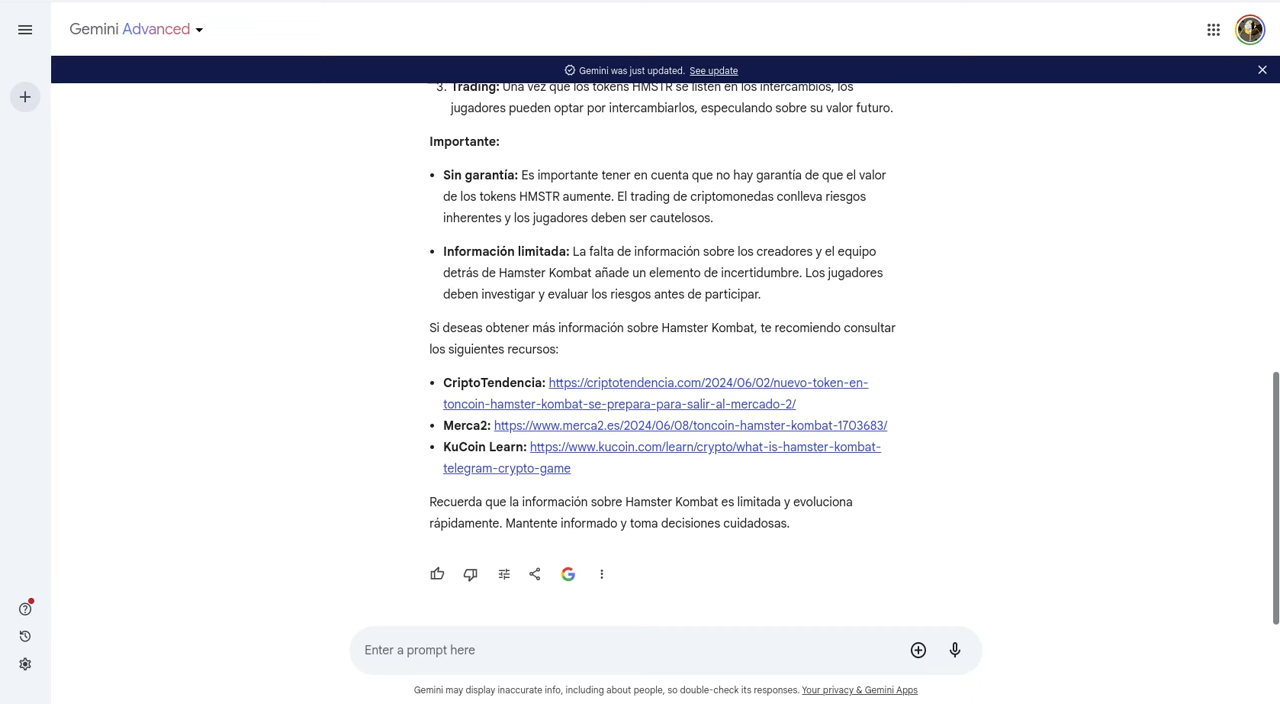 Gemini Advanced
Gemini was just updated. See update
3. Trading: Una vez que los tokens HMSTR se listen en los intercambios, los
jugadores pueden optar por intercambiarlos, especulando sobre su valor futuro.
Importante:
• Sin garantía: Es importante tener en cuenta que no hay garantía de que el valor
de los tokens HMSTR aumente. El trading de criptomonedas conlleva riesgos
inherentes y los jugadores deben ser cautelosos.
• Información limitada: La falta de información sobre los creadores y el equipo
detrás de Hamster Kombat añade un elemento de incertidumbre. Los jugadores
deben investigar y evaluar los riesgos antes de participar.
Si deseas obtener más información sobre Hamster Kombat, te recomiendo consultar
los siguientes recursos:
• CriptoTendencia: https://criptotendencia.com/2024/06/02/nuevo-token-en-
toncoin-hamster-kombat-se-prepara-para-salir-al-mercado-2/
• Merca2: https://www.merca2.es/2024/06/08/toncoin-hamster-kombat-1703683/
• KuCoin Learn: https://www.kucoin.com/learn/crypto/what-is-hamster-kombat-
telegram-crypto-game
Recuerda que la información sobre Hamster Kombat es limitada y evoluciona
rápidamente. Mantente informado y toma decisiones cuidadosas.
Enter a prompt here
Gemini may display inaccurate info, including about people, so double-check its responses. Your privacy & Gemini Apps